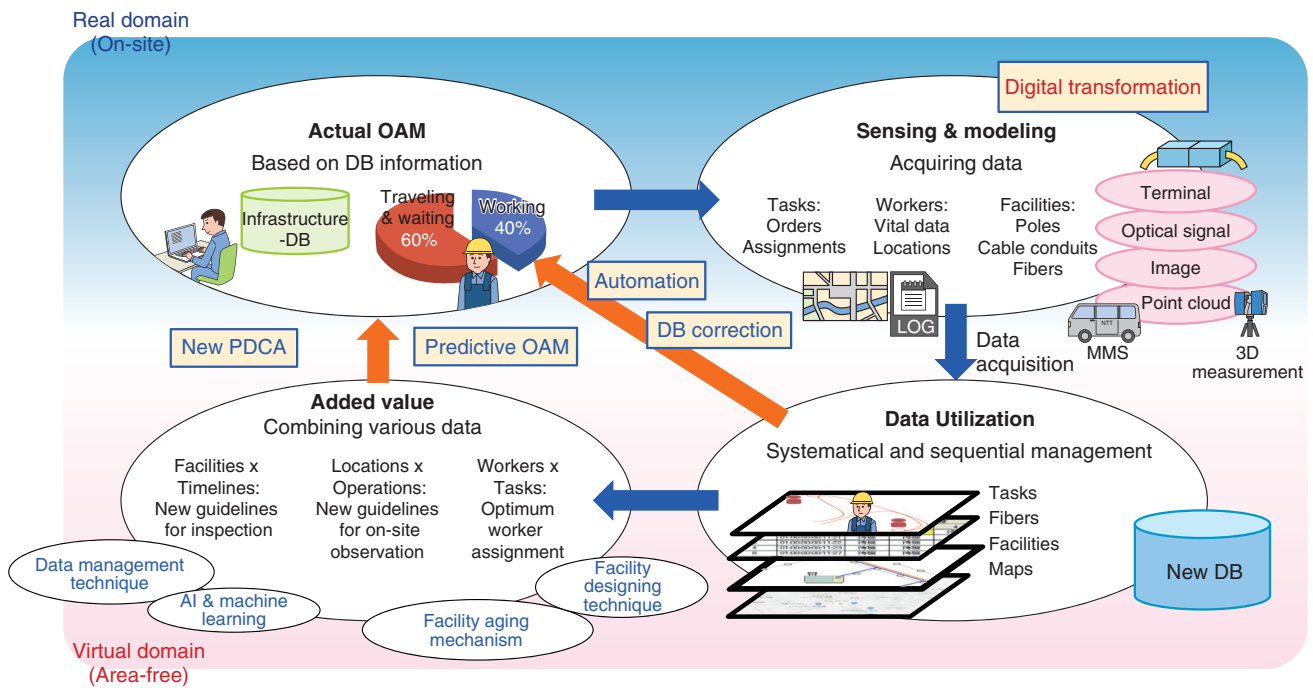 Real domain
(On-site)
Digital transformation
Actual OAM
Based on DB information
Infrastructure
-DB
Traveling
& waiting
60%
Working
40%
Sensing & modeling
Acquiring data
Tasks:
Orders
Assignments
Workers:
Vital data
Locations
Facilities:
Poles
Cable conduits
Fibers
Terminal
Optical signal
Image
Point cloud
LOG
NTT
MMS
3D
measurement
Automation
DB correction
New PDCA
Predictive OAM
Data
acquisition
Added value
Combining various data
Facilities x
Timelines:
New guidelines
for inspection
Locations x
Operations:
New guidelines
for on-site
observation
Workers x
Tasks:
Optimum
worker
assignment
Data Utilization
Systematical and sequential management
Tasks
Fibers
Facilities
Maps
New DB
Data management
technique
AI & machine
learning
Facility aging
mechanism
Facility
designing
technique
Virtual domain
(Area-free)